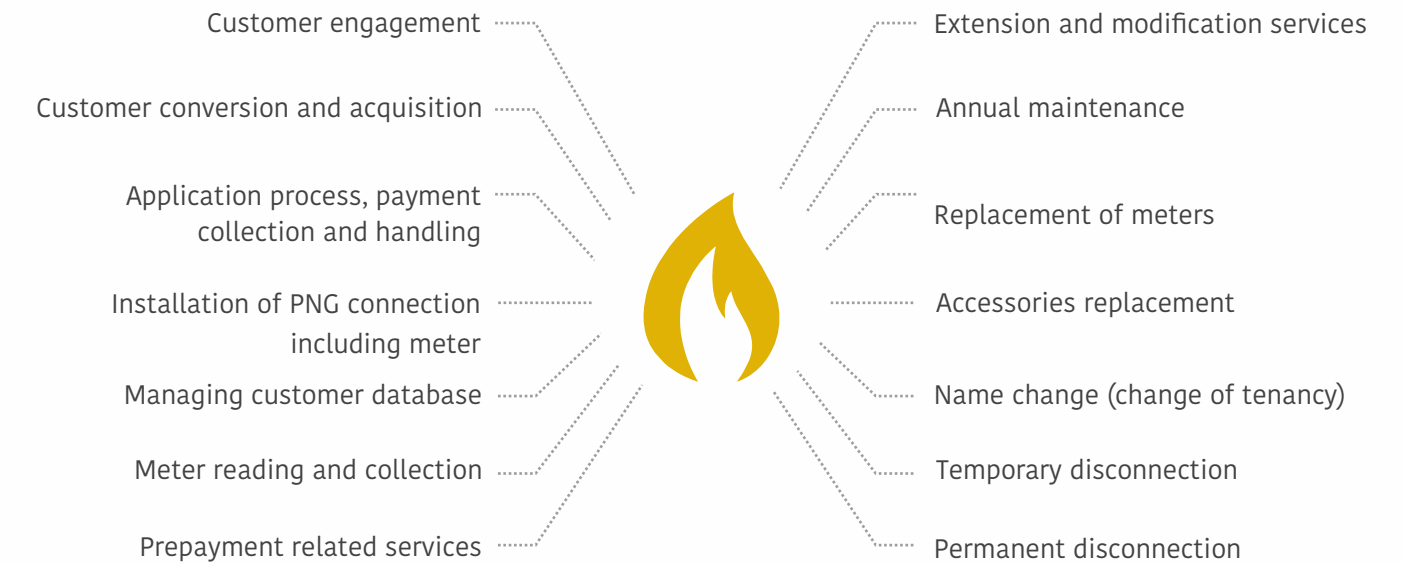 Customer engagement
Customer conversion and acquisition
Application process, payment
collection and handling
Installation of PNG connection
including meter
Managing customer database
Meter reading and collection
Prepayment related services
Extension and modification services
Annual maintenance
Replacement of meters
Accessories replacement
Name change (change of tenancy)
Temporary disconnection
Permanent disconnection